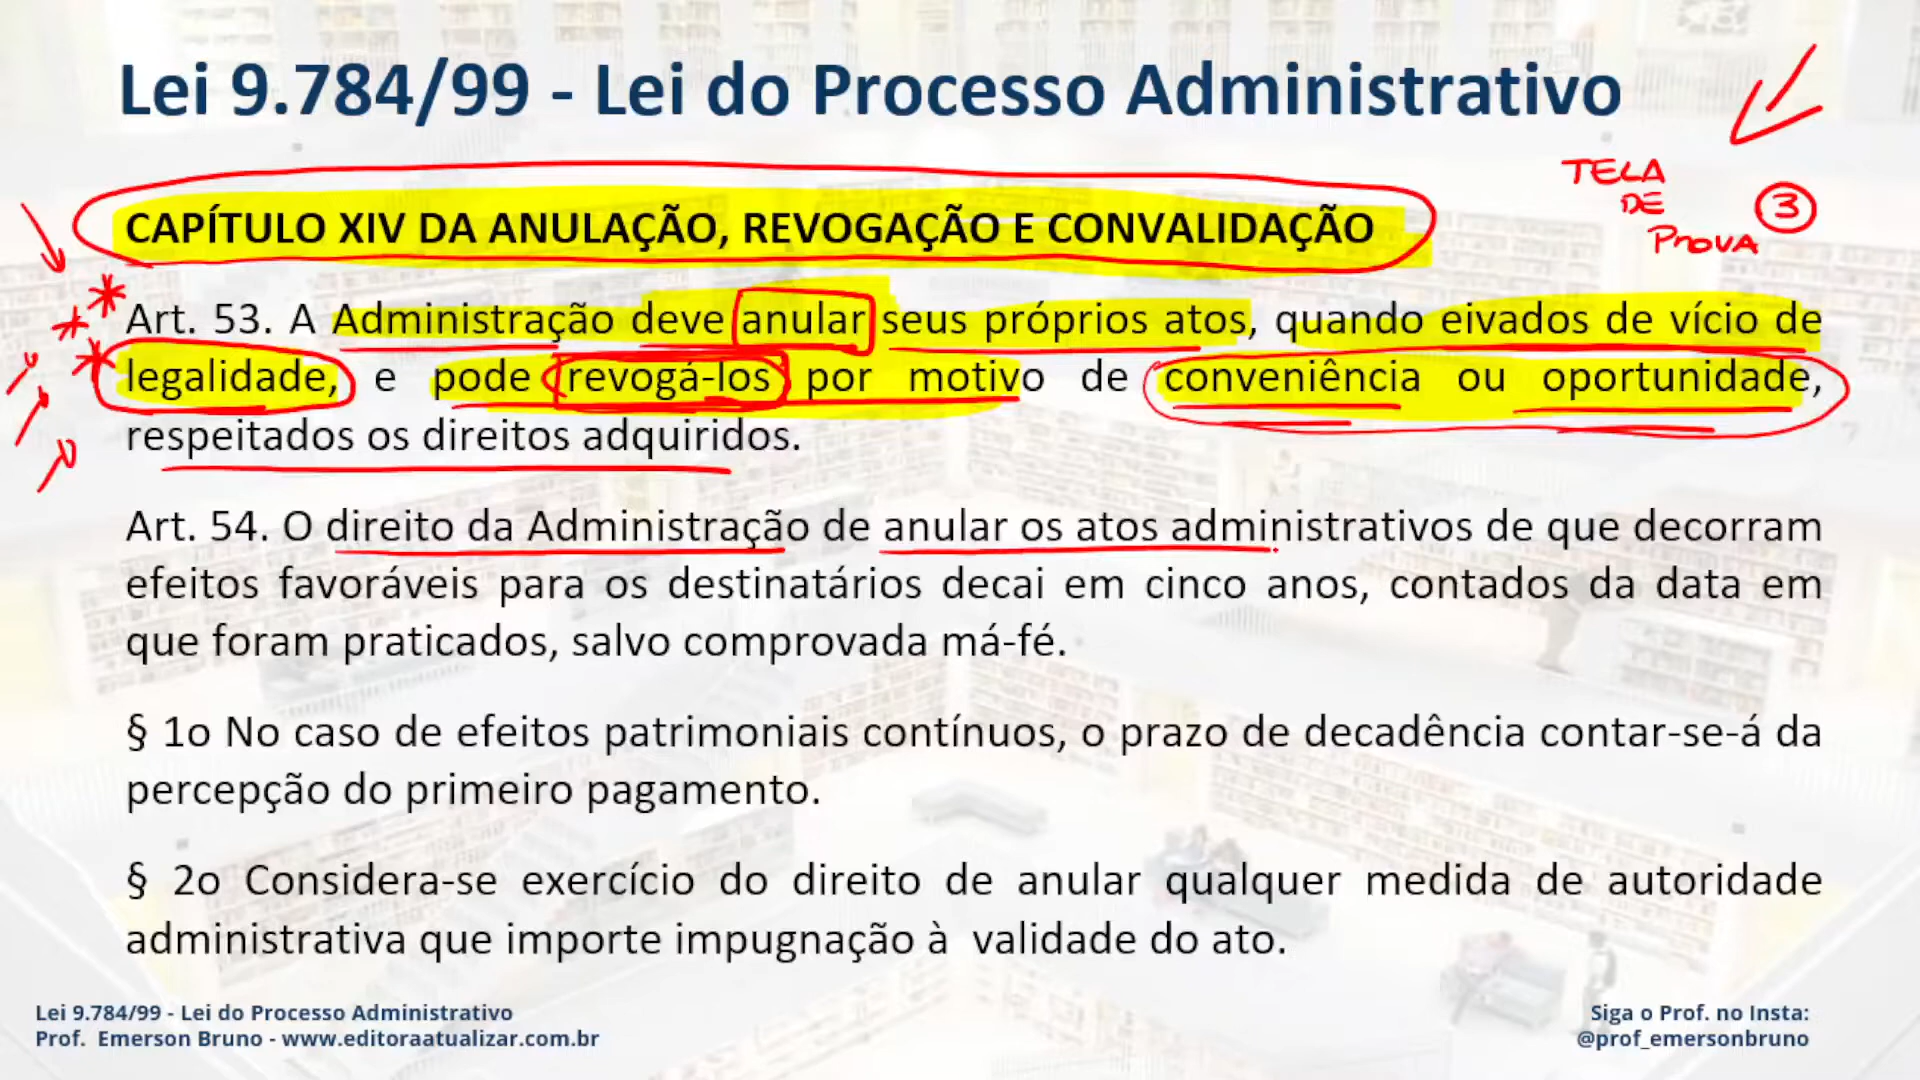 Lei 9.784/99 - Lei do Processo Administrativo
TELA
DE
PROVA
3
CAPÍTULO XIV DA ANULAÇÃO, REVOGAÇÃO E CONVALIDAÇÃO
Art. 53. A Administração deve anular seus próprios atos, quando eivados de vício de
legalidade, e pode revogá-los por motivo de conveniência ou oportunidade,
respeitados os direitos adquiridos.
Art. 54. O direito da Administração de anular os atos administrativos de que decorram
efeitos favoráveis para os destinatários decai em cinco anos, contados da data em
que foram praticados, salvo comprovada má-fé.
§ 1o No caso de efeitos patrimoniais contínuos, o prazo de decadência contar-se-á da
percepção do primeiro pagamento.
§ 2o Considera-se exercício do direito de anular qualquer medida de autoridade
administrativa que importe impugnação à validade do ato.
Lei 9.784/99 - Lei do Processo Administrativo
Prof. Emerson Bruno - www.editoraatualizar.com.br
Siga o Prof. no Insta:
@prof_emersonbruno